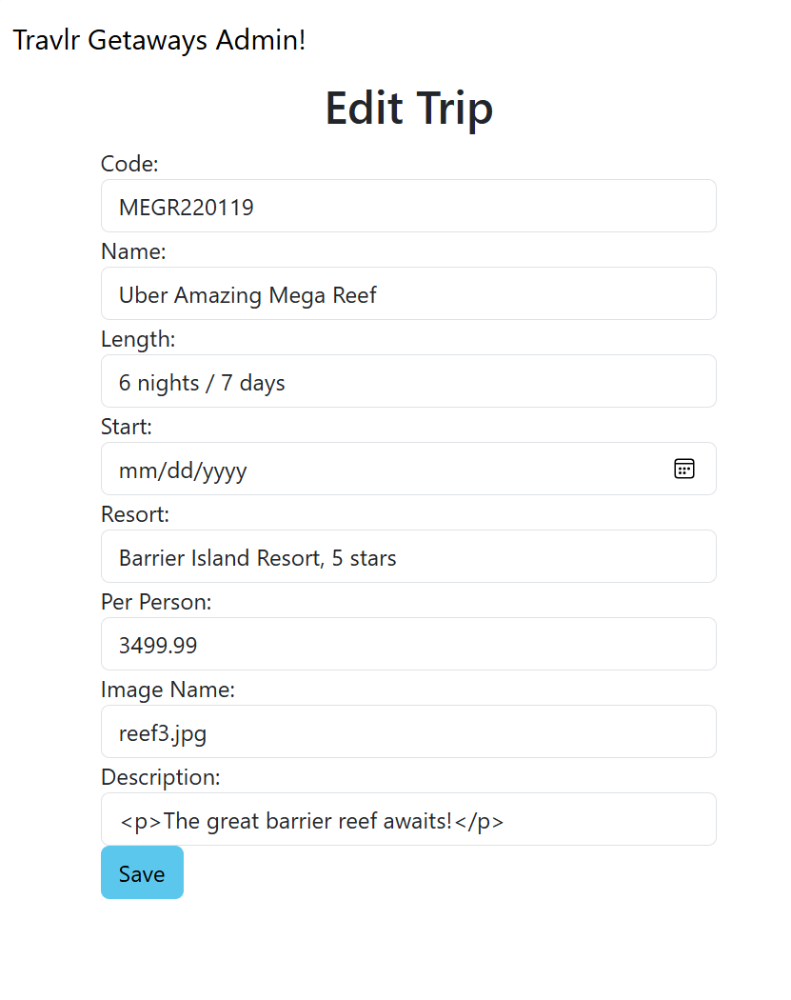 Travlr Getaways Admin!
Edit Trip
Code:
MEGR220119
Name:
Uber Amazing Mega Reef
Length:
6 nights / 7 days
Start:
mm/dd/yyyy
Resort:
Barrier Island Resort, 5 stars
Per Person:
3499.99
Image Name:
reef3.jpg
Description:
<p>The great barrier reef awaits!</p>
Save